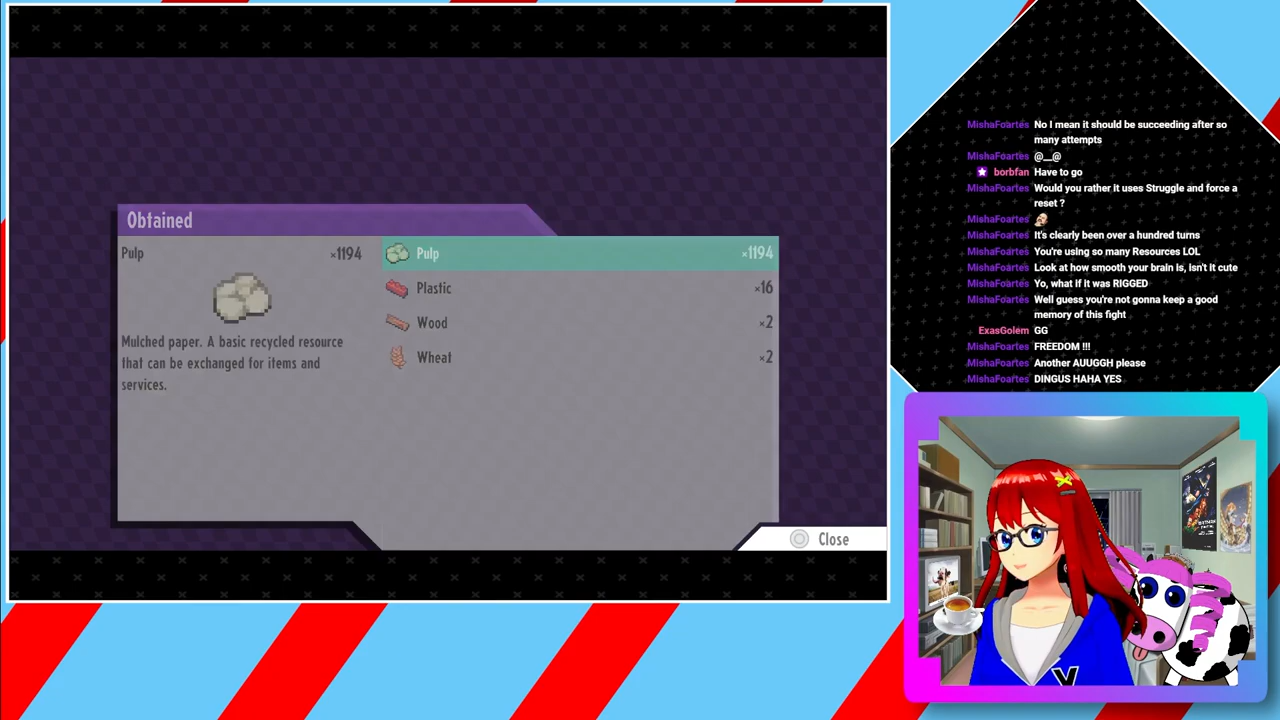 Obtained
Pulp ×1194
Mulched paper. A basic recycled resource
that can be exchanged for items and
services.
Pulp ×1194
Plastic ×16
Wood ×2
Wheat ×2
Close
MishaFoartes No I mean it should be succeeding after so
many attempts
MishaFoartes @__@
borbfan Have to go
MishaFoartes Would you rather it uses Struggle and force a
reset ?
MishaFoartes
MishaFoartes It's clearly been over a hundred turns
MishaFoartes You're using so many Resources LOL
MishaFoartes Look at how smooth your brain is, isn't it cute
MishaFoartes Yo, what if it was RIGGED
MishaFoartes Well guess you're not gonna keep a good
memory of this fight
ExasGolem GG
MishaFoartes FREEDOM !!!
MishaFoartes Another AUUGGH please
MishaFoartes DINGUS HAHA YES